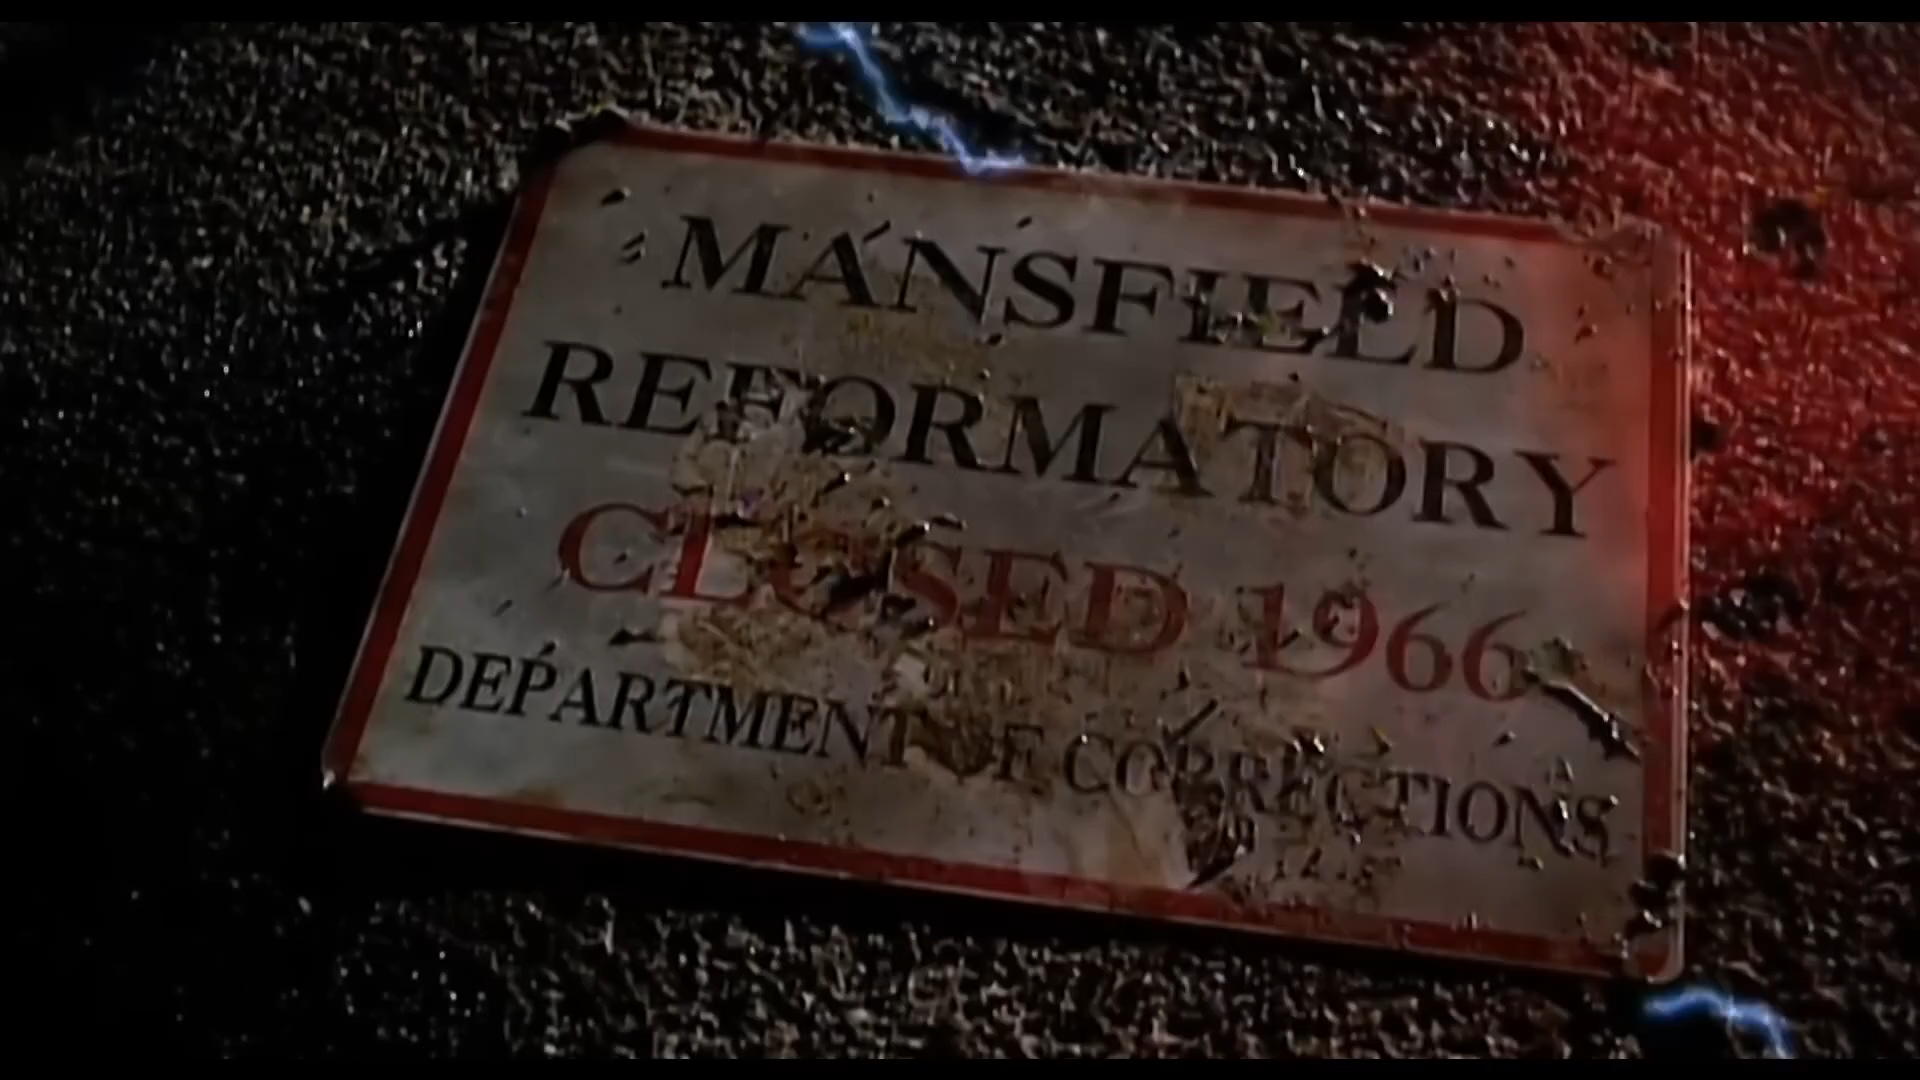 MANSFIELD
REFORMATORY
CLOSED 1966
DEPARTMENT OF CORRECTIONS